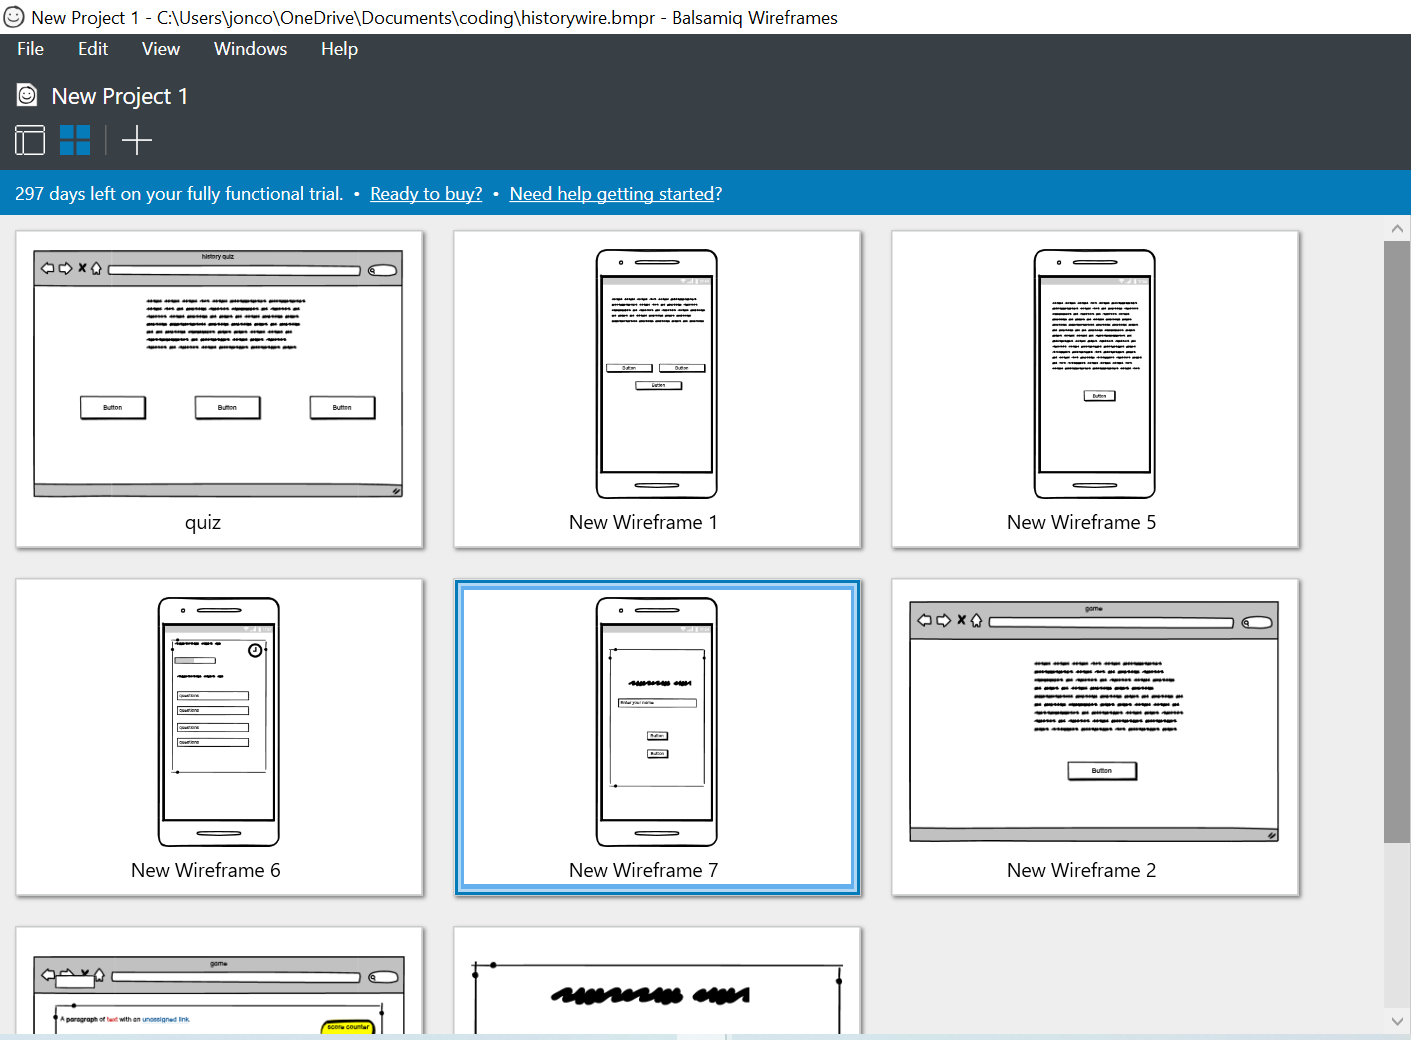 New Project 1 - C:\Users\jonco\OneDrive\Documents\coding\historywire.bmpr - Balsamiq Wireframes
File Edit View Windows Help
New Project 1
297 days left on your fully functional trial. • Ready to buy? • Need help getting started?
history quiz
Button Button Button
quiz
Button Button
Button
New Wireframe 1
Button
New Wireframe 5
questions
questions
questions
questions
New Wireframe 6
Enter your name
Button
Button
New Wireframe 7
game
Button
New Wireframe 2
game
A paragraph of text with an unassigned link.
score counter